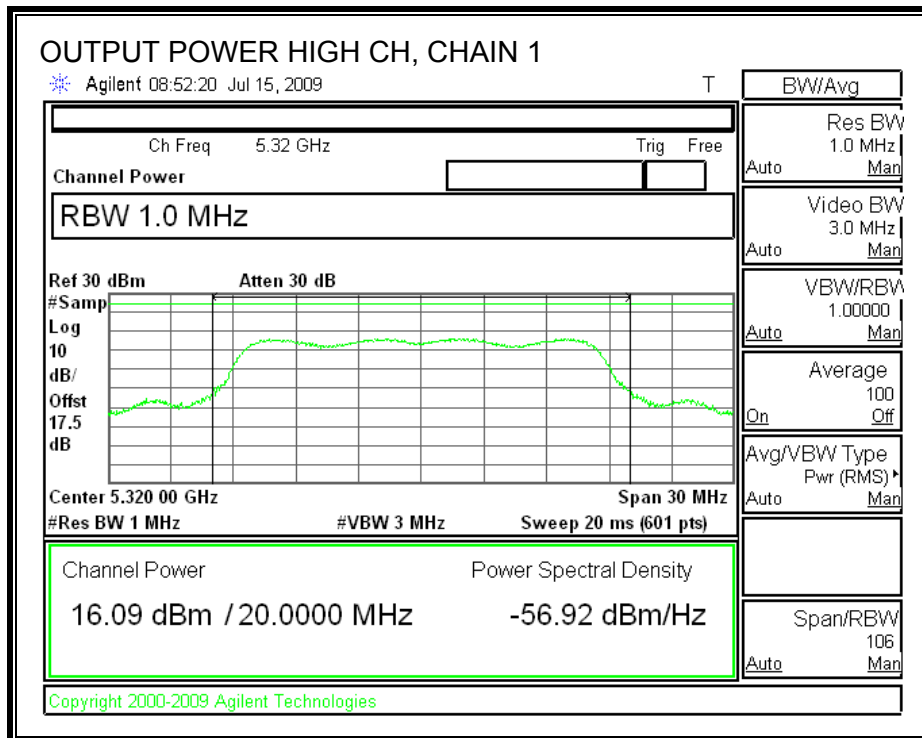 OUTPUT POWER HIGH CH, CHAIN 1
Agilent 08:52:20 Jul 15, 2009 T
Ch Freq 5.32 GHz Trig Free
Channel Power
RBW 1.0 MHz
Ref 30 dBm Atten 30 dB
#Samp
Log
10
dB/
Offst
17.5
dB
Center 5.320 00 GHz Span 30 MHz
#Res BW 1 MHz #VBW 3 MHz Sweep 20 ms (601 pts)
Channel Power Power Spectral Density
16.09 dBm / 20.0000 MHz -56.92 dBm/Hz
Copyright 2000-2009 Agilent Technologies
BW/Avg
Res BW
1.0 MHz
Auto Man
Video BW
3.0 MHz
Auto Man
VBW/RBW
1.00000
Auto Man
Average
100
On Off
Avg/VBW Type
Pwr (RMS)
Auto Man
Span/RBW
106
Auto Man